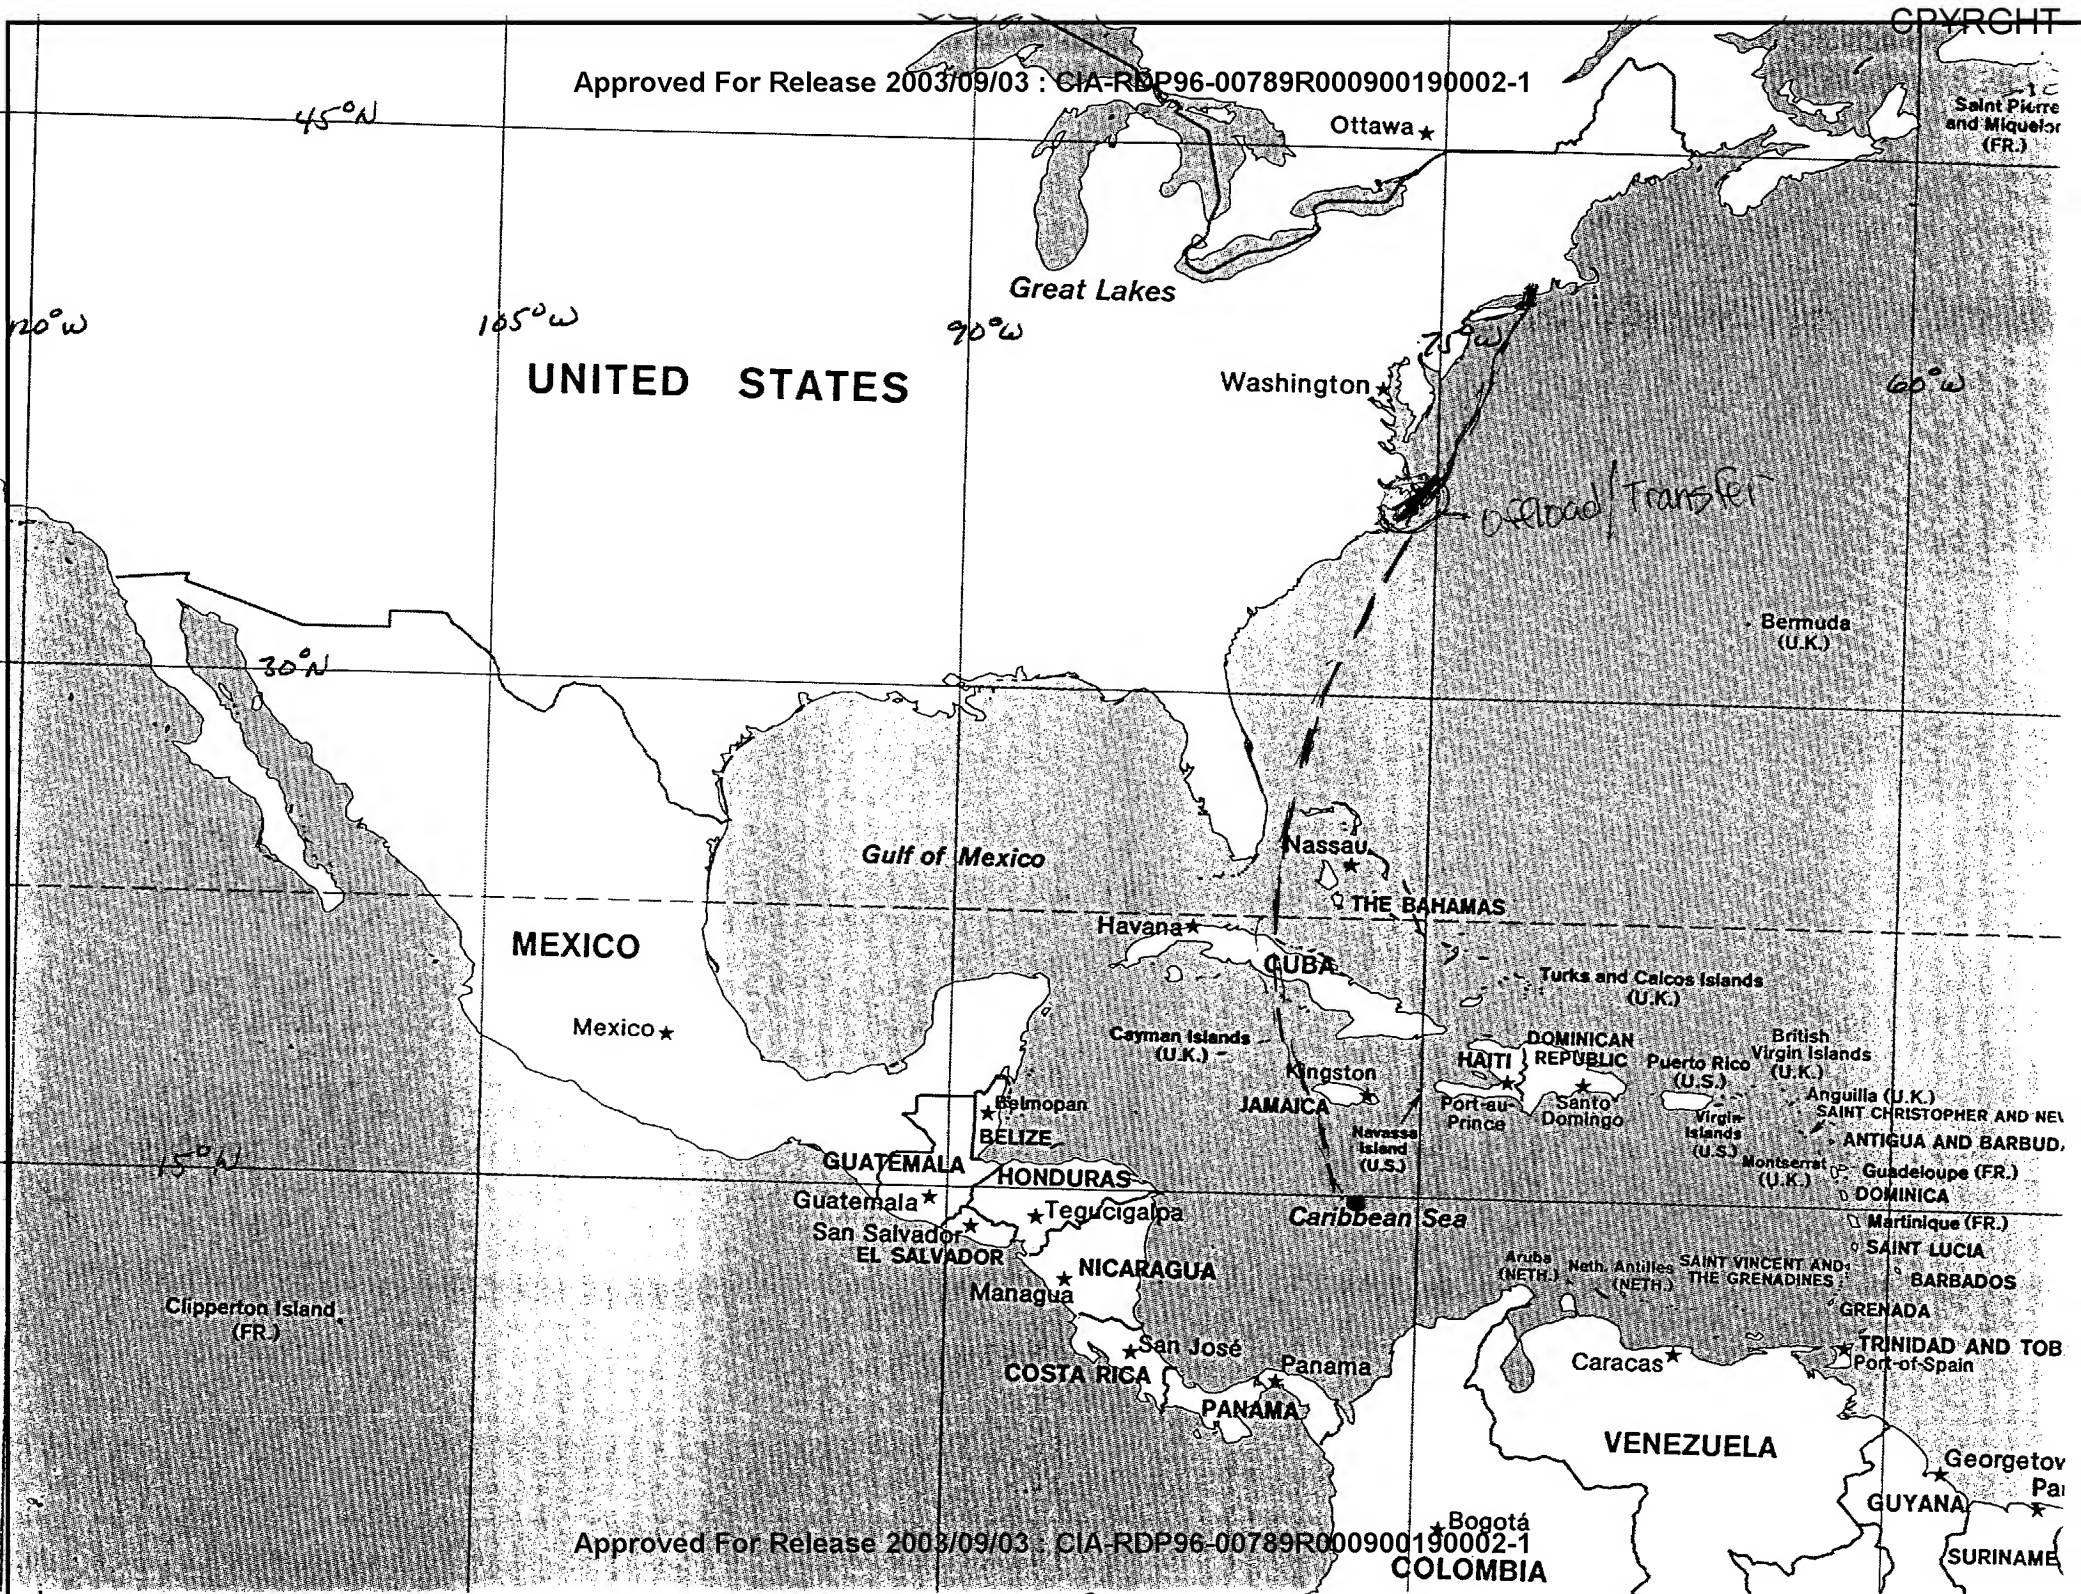 CPYRGHT
Approved For Release 2003/09/03 : CIA-RDP96-00789R000900190002-1
45°N
Ottawa
Saint Pierre
and Miquelon
(FR.)
Great Lakes
120°W
105°W
90°W
75°W
60°W
UNITED STATES
Washington
Offload/Transfer
Bermuda
(U.K.)
30°N
Gulf of Mexico
Nassau
THE BAHAMAS
Havana
CUBA
MEXICO
Mexico
Turks and Caicos Islands
(U.K.)
Cayman Islands
(U.K.)
Kingston
JAMAICA
Navassa
Island
(U.S.)
HAITI
Port-au-
Prince
DOMINICAN
REPUBLIC
Santo
Domingo
Puerto Rico
(U.S.)
British
Virgin Islands
(U.K.)
Virgin
Islands
(U.S.)
Anguilla (U.K.)
SAINT CHRISTOPHER AND NEV
ANTIGUA AND BARBUD
Montserrat
(U.K.)
Guadeloupe (FR.)
DOMINICA
Martinique (FR.)
SAINT LUCIA
SAINT VINCENT AND
THE GRENADINES
BARBADOS
GRENADA
TRINIDAD AND TOB
Port-of-Spain
Belmopan
BELIZE
15°N
GUATEMALA
Guatemala
HONDURAS
Tegucigalpa
San Salvador
EL SALVADOR
NICARAGUA
Managua
Caribbean Sea
Aruba
(NETH.)
Neth. Antilles
(NETH.)
Clipperton Island
(FR.)
San José
COSTA RICA
Panama
PANAMA
Caracas
VENEZUELA
Georgetow
Par
GUYANA
SURINAME
Bogotá
COLOMBIA
Approved For Release 2003/09/03 : CIA-RDP96-00789R000900190002-1